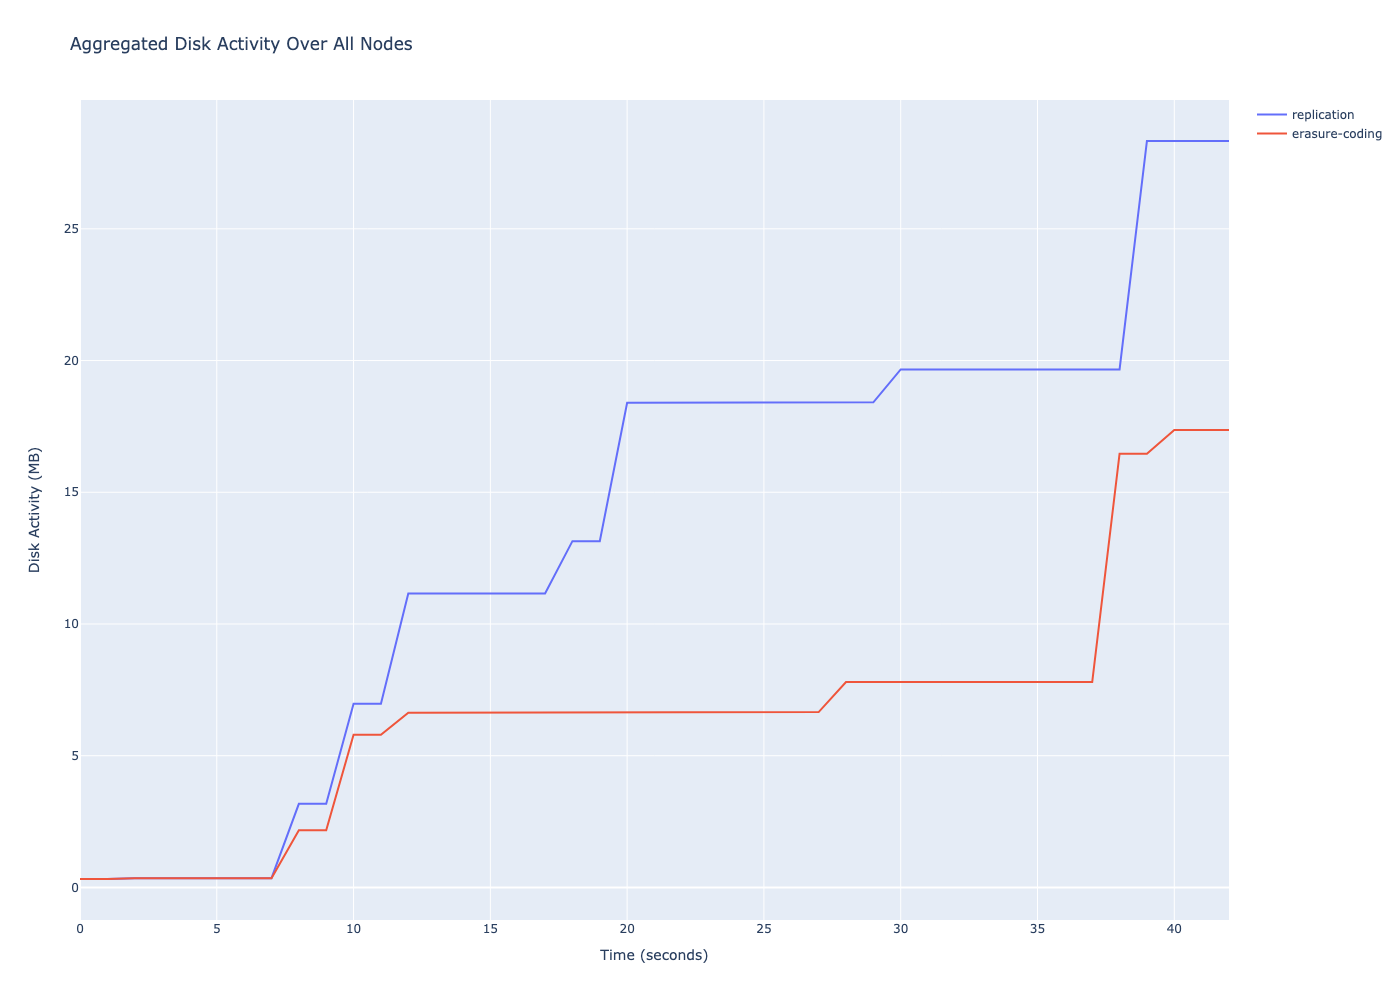 Aggregated Disk Activity Over All Nodes
replication
erasure-coding
25
20
15
10
5
0
Disk Activity (MB)
0 5 10 15 20 25 30 35 40
Time (seconds)